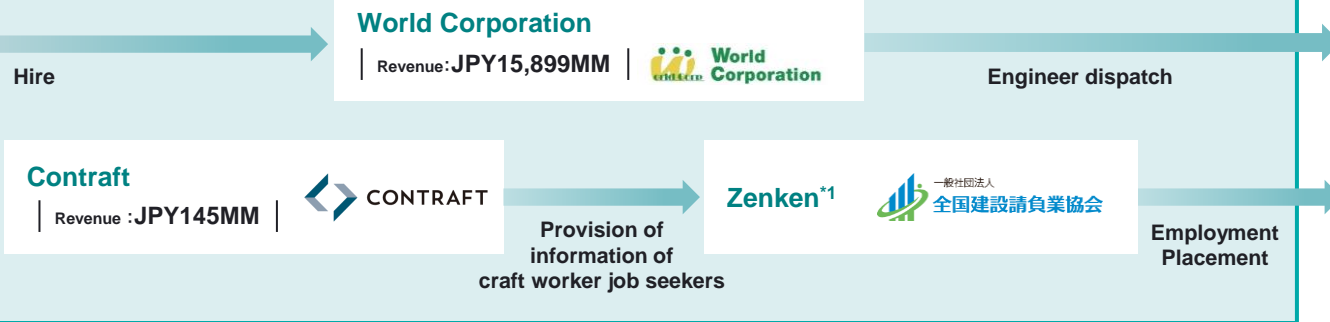 World Corporation
Revenue：JPY15,899MM
World
Corporation
Hire
Engineer dispatch
Contraft
Revenue：JPY145MM
CONTRAFT
Provision of
information of
craft worker job seekers
Zenken*1
一般社団法人
全国建設請負業協会
Employment
Placement